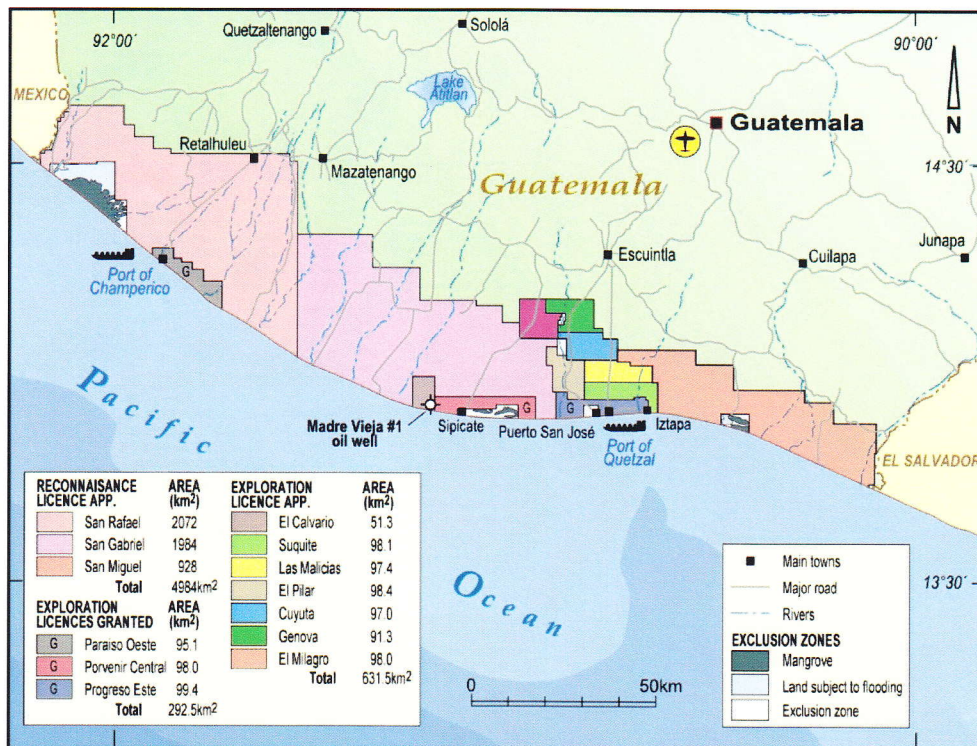 92°00′
Quetzaltenango
Sololá
90°00′
MEXICO
Lake
Atitlan
N
Guatemala
Retalhuleu
Mazatenango
14°30′
Guatemala
Escuintla
Cuilapa
Junapa
G
Port of
Champerico
Pacific
Ocean
Madre Vieja #1
oil well
Sipicate
G
G
Puerto San José
Iztapa
Port of
Quetzal
EL SALVADOR
RECONNAISANCE
LICENCE APP.
AREA
(km2)
San Rafael 2072
San Gabriel 1984
San Miguel 928
Total 4984km2
EXPLORATION
LICENCES GRANTED
AREA
(km2)
G Paraiso Oeste 95.1
G Porvenir Central 98.0
G Progreso Este 99.4
Total 292.5km2
EXPLORATION
LICENCE APP.
AREA
(km2)
El Calvario 51.3
Suquite 98.1
Las Malicias 97.4
El Pilar 98.4
Cuyuta 97.0
Genova 91.3
El Milagro 98.0
Total 631.5km2
0 50km
13°30′
Main towns
Major road
Rivers
EXCLUSION ZONES
Mangrove
Land subject to flooding
Exclusion zone